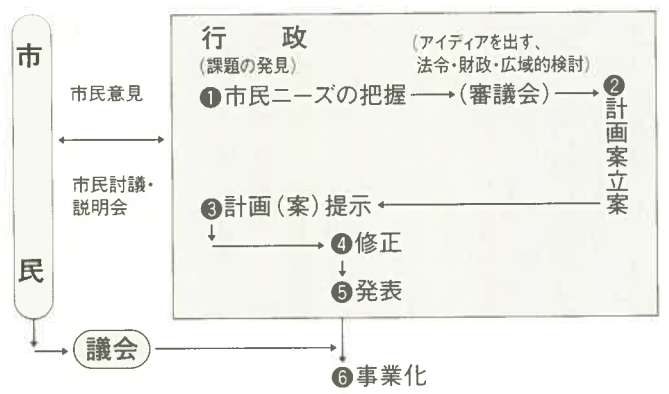 市民
行政
(課題の発見)
(アイディアを出す、
法令・財政・広域的検討)
市民意見
❶市民ニーズの把握
(審議会)
❷計画案立案
市民討議・
説明会
❸計画(案)提示
❹修正
❺発表
議会
❻事業化